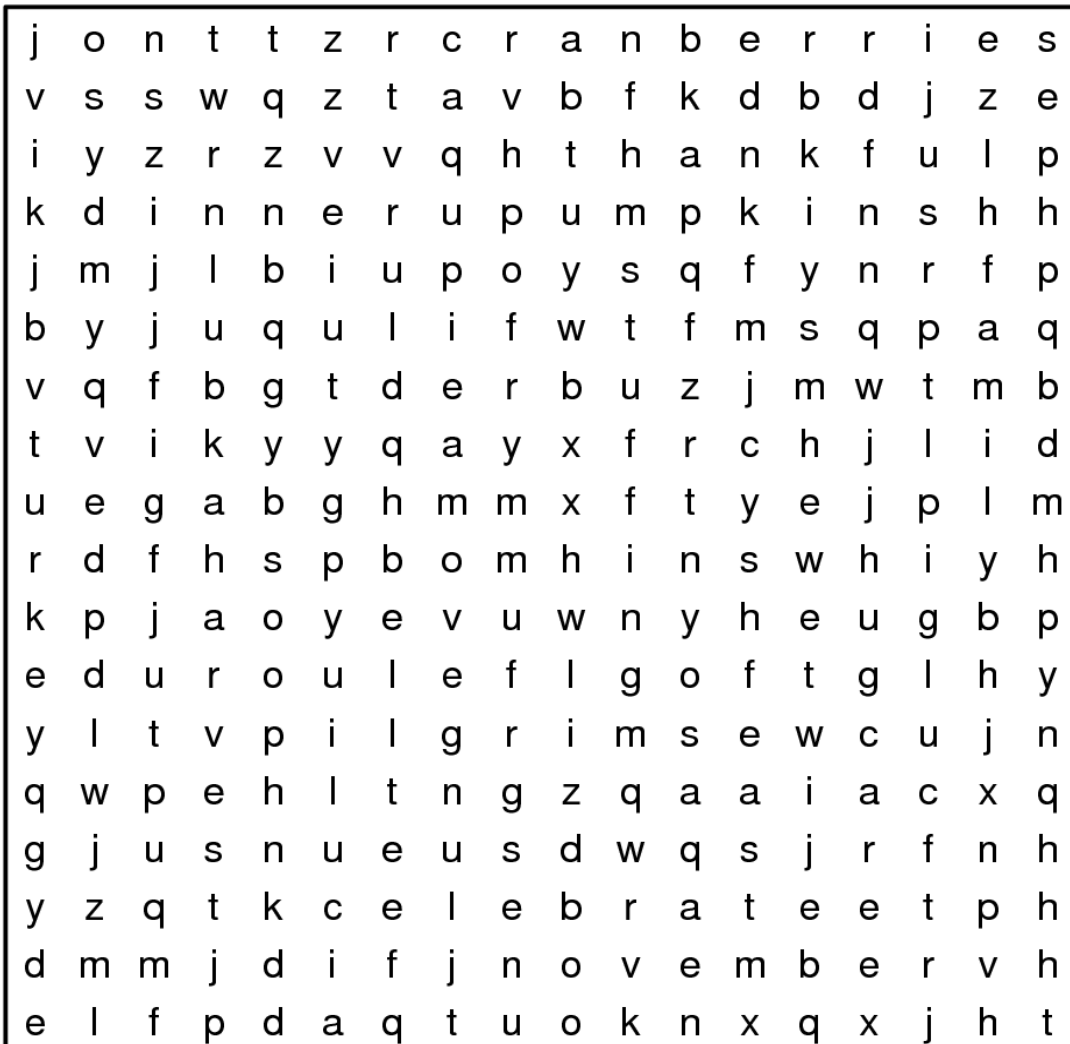 j o n t t z r c r a n b e r r i e s
v s s w q z t a v b f k d b d j z e
i y z r z v v q h t h a n k f u l p
k d i n n e r u p u m p k i n s h h
j m j l b i u p o y s q f y n r f p
b y j u q u l i f w t f m s q p a q
v q f b g t d e r b u z j m w t m b
t v i k y y q a y x f r c h j l i d
u e g a b g h m m x f t y e j p l m
r d f h s p b o m h i n s w h i y h
k p j a o y e v u w n y h e u g b p
e d u r o u l e f l g o f t g l h y
y l t v p i l g r i m s e w c u j n
q w p e h l t n g z q a a i a c x q
g j u s n u e u s d w q s j r f n h
y z q t k c e l e b r a t e e t p h
d m m j d i f j n o v e m b e r v h
e l f p d a q t u o k n x q x j h t